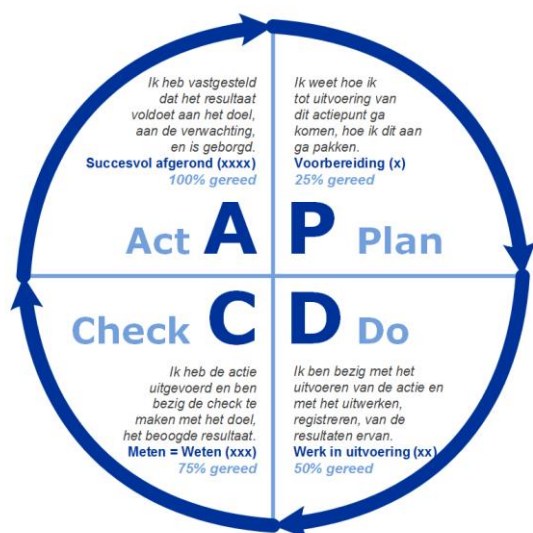 Ik heb vastgesteld
dat het resultaat
voldoet aan het doel,
aan de verwachting,
en is geborgd.
Succesvol afgerond (xxxx)
100% gereed
Act A
Ik weet hoe ik
tot uitvoering van
dit actiepunt ga
komen, hoe ik dit aan
ga pakken.
Voorbereiding (x)
25% gereed
P Plan
Check C
Ik heb de actie
uitgevoerd en ben
bezig de check te
maken met het doel,
het beoogde resultaat.
Meten = Weten (xxx)
75% gereed
D Do
Ik ben bezig met het
uitvoeren van de actie en
met het uitwerken,
registreren, van de
resultaten ervan.
Werk in uitvoering (xx)
50% gereed